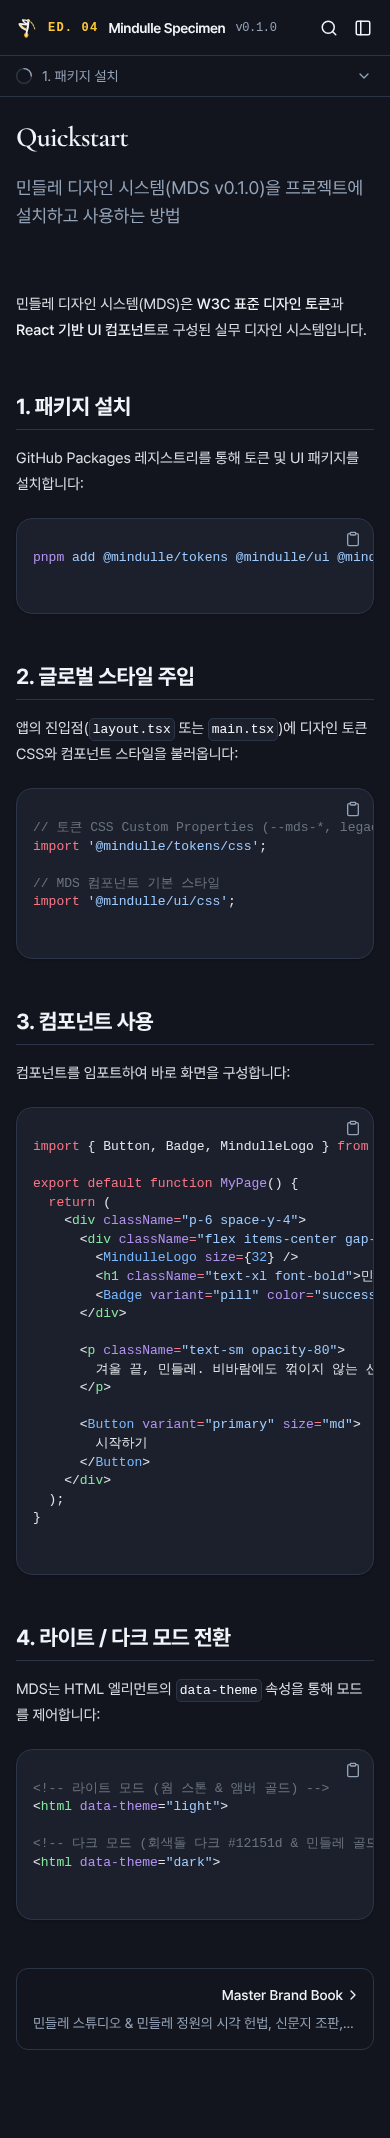 ED. 04 Mindulle Specimen v0.1.0
1. 패키지 설치
Quickstart
민들레 디자인 시스템(MDS v0.1.0)을 프로젝트에
설치하고 사용하는 방법
민들레 디자인 시스템(MDS)은 W3C 표준 디자인 토큰과
React 기반 UI 컴포넌트로 구성된 실무 디자인 시스템입니다.
1. 패키지 설치
GitHub Packages 레지스트리를 통해 토큰 및 UI 패키지를
설치합니다:
pnpm add @mindulle/tokens @mindulle/ui @mind
2. 글로벌 스타일 주입
앱의 진입점(layout.tsx 또는 main.tsx)에 디자인 토큰
CSS와 컴포넌트 스타일을 불러옵니다:
// 토큰 CSS Custom Properties (--mds-*, legac
import '@mindulle/tokens/css';
// MDS 컴포넌트 기본 스타일
import '@mindulle/ui/css';
3. 컴포넌트 사용
컴포넌트를 임포트하여 바로 화면을 구성합니다:
import { Button, Badge, MindulleLogo } from
export default function MyPage() {
return (
<div className="p-6 space-y-4">
<div className="flex items-center gap-
<MindulleLogo size={32} />
<h1 className="text-xl font-bold">민
<Badge variant="pill" color="success
</div>
<p className="text-sm opacity-80">
겨울 끝, 민들레. 비바람에도 꺾이지 않는 선
</p>
<Button variant="primary" size="md">
시작하기
</Button>
</div>
);
}
4. 라이트 / 다크 모드 전환
MDS는 HTML 엘리먼트의 data-theme 속성을 통해 모드
를 제어합니다:
<!-- 라이트 모드 (웜 스톤 & 앰버 골드) -->
<html data-theme="light">
<!-- 다크 모드 (회색돌 다크 #12151d & 민들레 골드
<html data-theme="dark">
Master Brand Book
민들레 스튜디오 & 민들레 정원의 시각 헌법, 신문지 조판,…